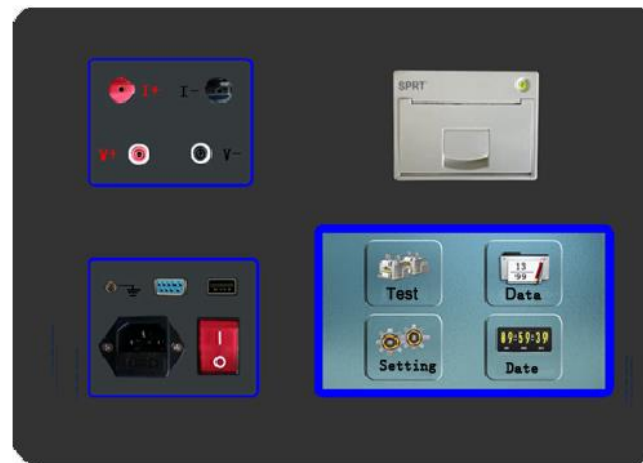 I+ I-
V+ V-
SPRT
13
'99
Test
Data
09:59:39
Setting
Date
I
O